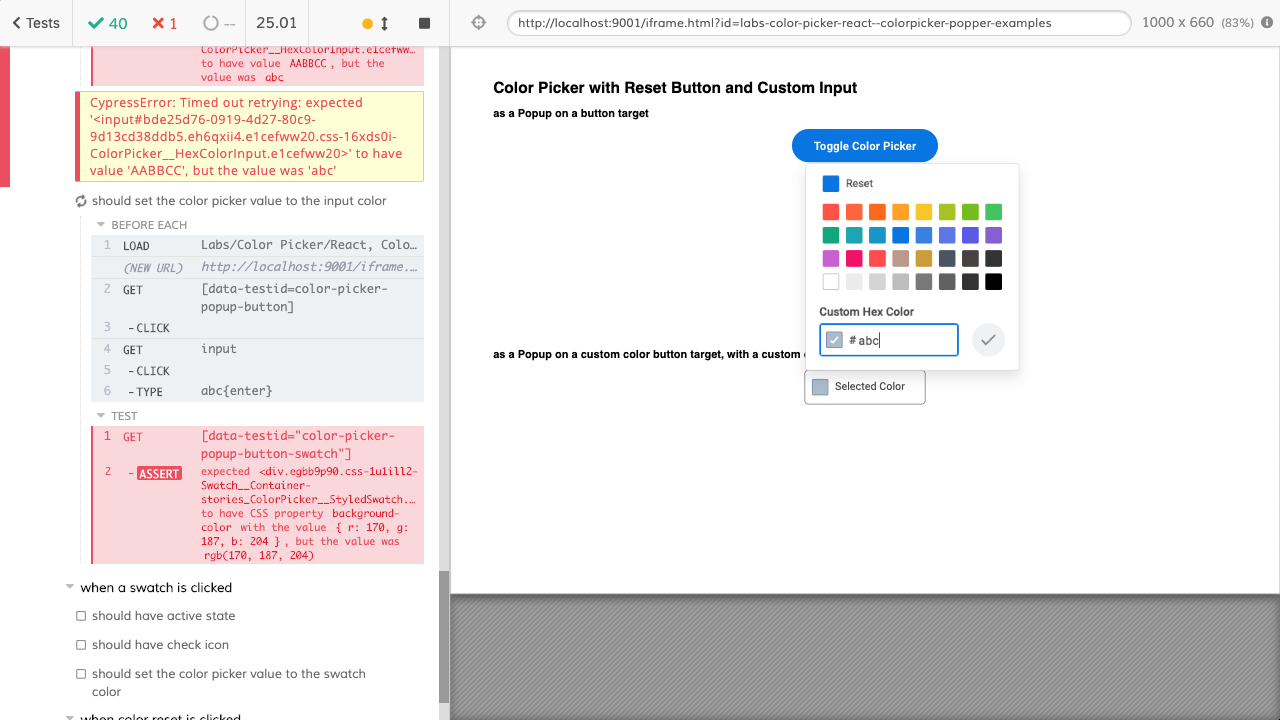 Tests
40
1
--
25.01
http://localhost:9001/iframe.html?id=labs-color-picker-react--colorpicker-popper-examples
1000 x 660 (83%)
ColorPicker__HexColorInput.e1cefww…
to have value AABBCC, but the
value was abc
CypressError: Timed out retrying: expected
'<input#bde25d76-0919-4d27-80c9-
9d13cd38ddb5.eh6qxii4.e1cefww20.css-16xds0i-
ColorPicker__HexColorInput.e1cefww20>' to have
value 'AABBCC', but the value was 'abc'
should set the color picker value to the input color
BEFORE EACH
1 LOAD Labs/Color Picker/React, Colo…
(NEW URL) http://localhost:9001/iframe.…
2 GET [data-testid=color-picker-
popup-button]
3 -CLICK
4 GET input
5 -CLICK
6 -TYPE abc{enter}
TEST
1 GET [data-testid="color-picker-
popup-button-swatch"]
2 -ASSERT expected <div.egbb9p90.css-1u1ill2-
Swatch__Container-
stories_ColorPicker__StyledSwatch.…
to have CSS property background-
color with the value { r: 170, g:
187, b: 204 }, but the value was
rgb(170, 187, 204)
when a swatch is clicked
should have active state
should have check icon
should set the color picker value to the swatch
color
when color reset is clicked
Color Picker with Reset Button and Custom Input
as a Popup on a button target
Toggle Color Picker
Reset
Custom Hex Color
# abc
as a Popup on a custom color button target, with a custom
Selected Color